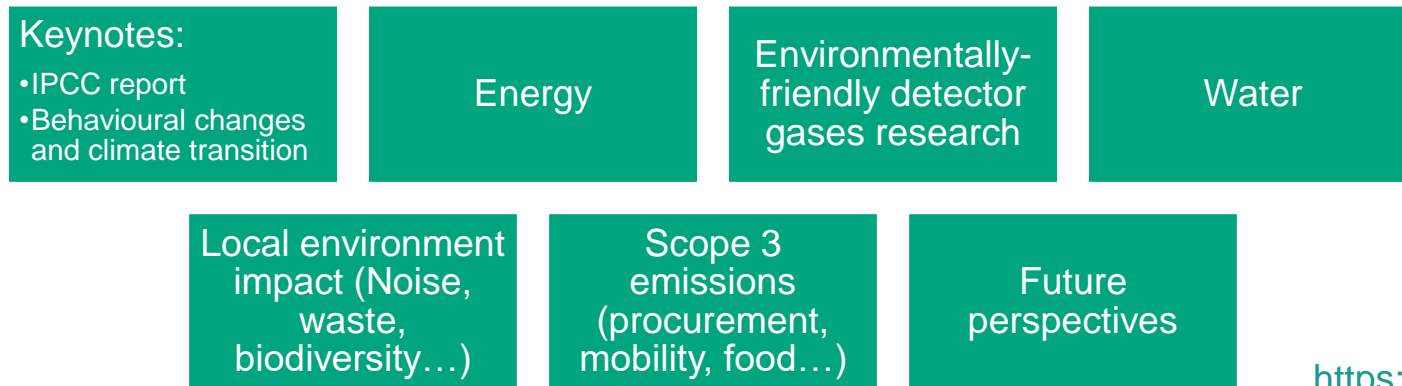 Keynotes:
•IPCC report
•Behavioural changes
and climate transition
Energy
Environmentally-
friendly detector
gases research
Water
Local environment
impact (Noise,
waste,
biodiversity…)
Scope 3
emissions
(procurement,
mobility, food…)
Future
perspectives
https: